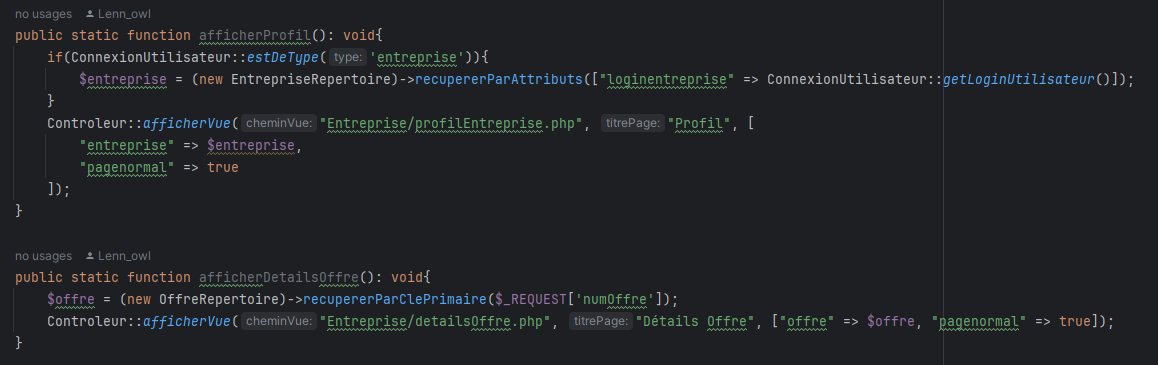 no usages Lenn_owl
public static function afficherProfil(): void{
if(ConnexionUtilisateur::estDeType( type: 'entreprise')){
$entreprise = (new EntrepriseRepertoire)->recupererParAttributs(["loginentreprise" => ConnexionUtilisateur::getLoginUtilisateur()]);
}
Controleur::afficherVue( cheminVue: "Entreprise/profilEntreprise.php", titrePage: "Profil", [
"entreprise" => $entreprise,
"pagenormal" => true
]);
}
no usages Lenn_owl
public static function afficherDetailsOffre(): void{
$offre = (new OffreRepertoire)->recupererParClePrimaire($_REQUEST['numOffre']);
Controleur::afficherVue( cheminVue: "Entreprise/detailsOffre.php", titrePage: "Détails Offre", ["offre" => $offre, "pagenormal" => true]);
}